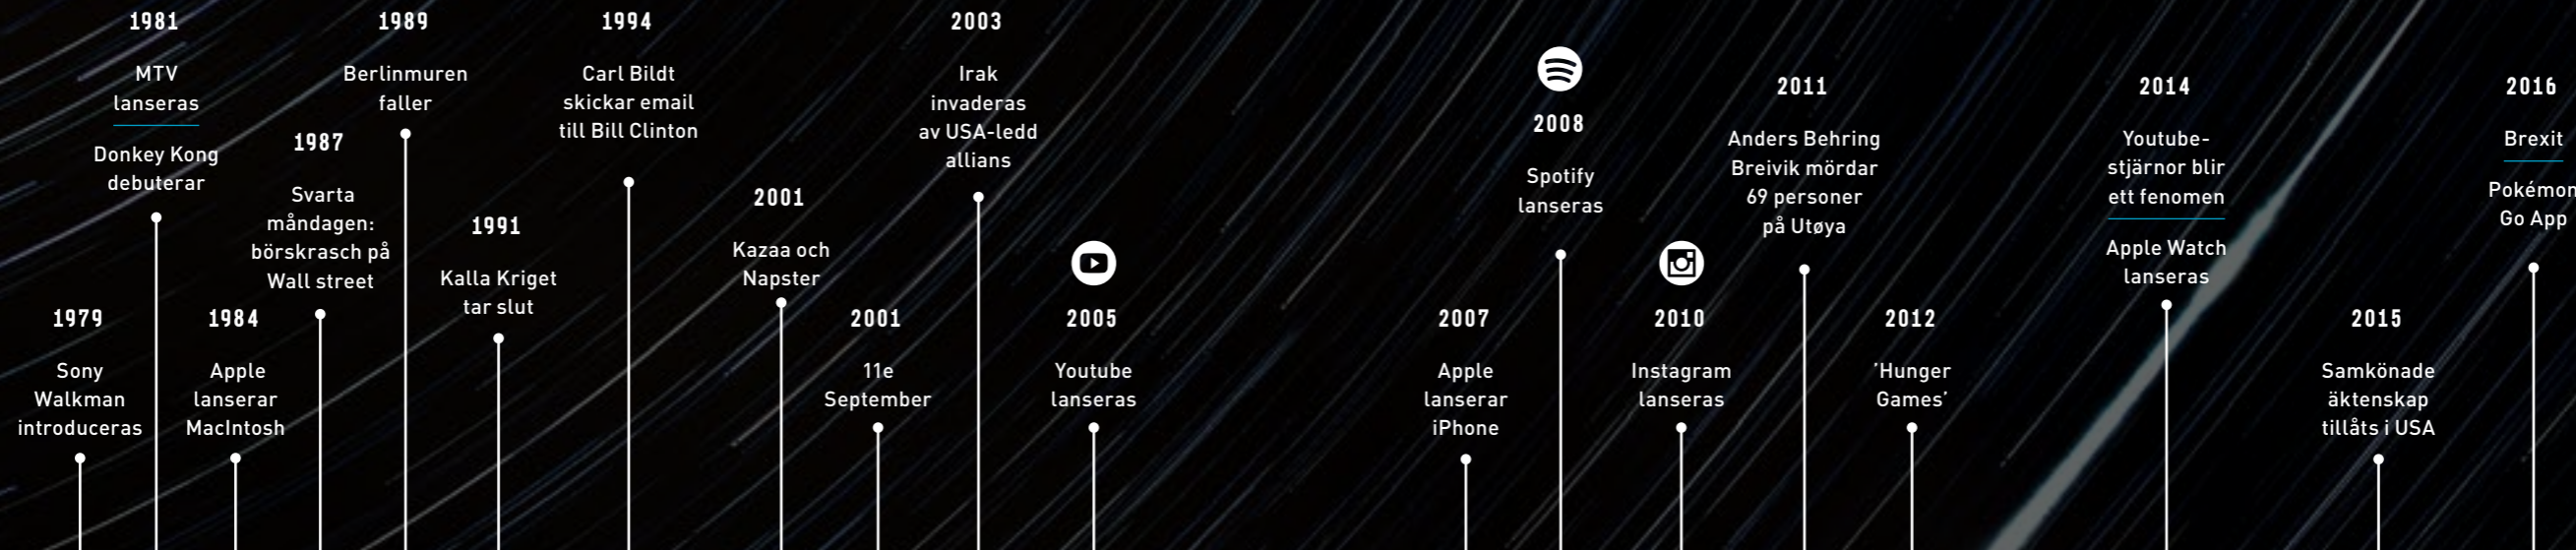 1979
Sony
Walkman
introduceras
1981
MTV
lanseras
Donkey Kong
debuterar
1984
Apple
lanserar
MacIntosh
1987
Svarta
måndagen:
börskrasch på
Wall street
1989
Berlinmuren
faller
1991
Kalla Kriget
tar slut
1994
Carl Bildt
skickar email
till Bill Clinton
2001
Kazaa och
Napster
2001
11e
September
2003
Irak
invaderas
av USA-ledd
allians
2005
Youtube
lanseras
2007
Apple
lanserar
iPhone
2008
Spotify
lanseras
2010
Instagram
lanseras
2011
Anders Behring
Breivik mördar
69 personer
på Utøya
2012
’Hunger
Games’
2014
Youtube-
stjärnor blir
ett fenomen
Apple Watch
lanseras
2015
Samkönade
äktenskap
tillåts i USA
2016
Brexit
Pokémon
Go App